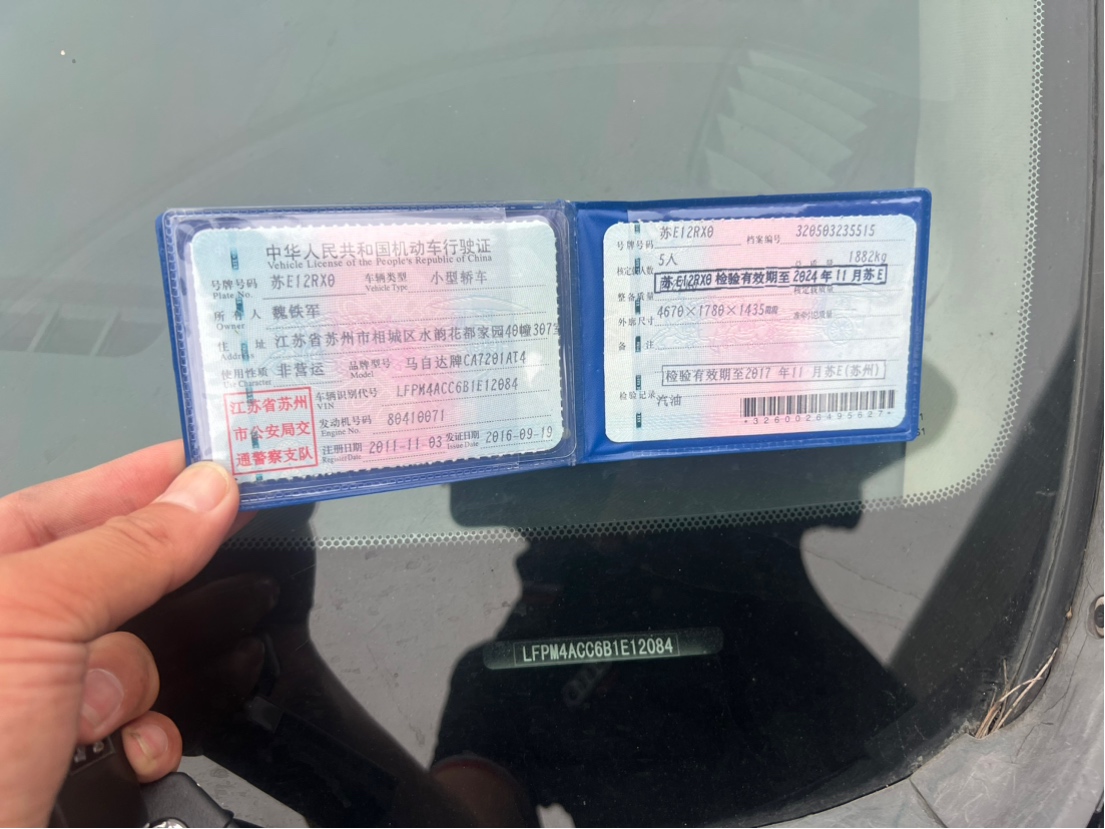 中华人民共和国机动车行驶证
Vehicle License of the People's Republic of China
号牌号码 苏E12RX0 车辆类型 小型轿车
Plate No. Vehicle Type
所有人 魏铁军
Owner
住址 江苏省苏州市相城区水韵花都家园40幢307室
Address
使用性质 非营运 品牌型号 马自达牌CA7201AT4
Use Character Model
江苏省苏州
市公安局交
通警察支队
车辆识别代号 LFPM4ACC6B1E12084
VIN
发动机号码 80410071
Engine No.
注册日期 2011-11-03 发证日期 2016-09-19
Register Date Issue Date
号牌号码 苏E12RX0 档案编号 320503235515
核定载人数 5人 总质量 1882kg
苏E12RX0 检验有效期至 2024年11月苏E
整备质量 核定载质量
外廓尺寸 4670×1780×1435
备注
检验有效期至2017年11月苏E(苏州)
检验记录
汽油
*3260026495627*
LFPM4ACC6B1E12084